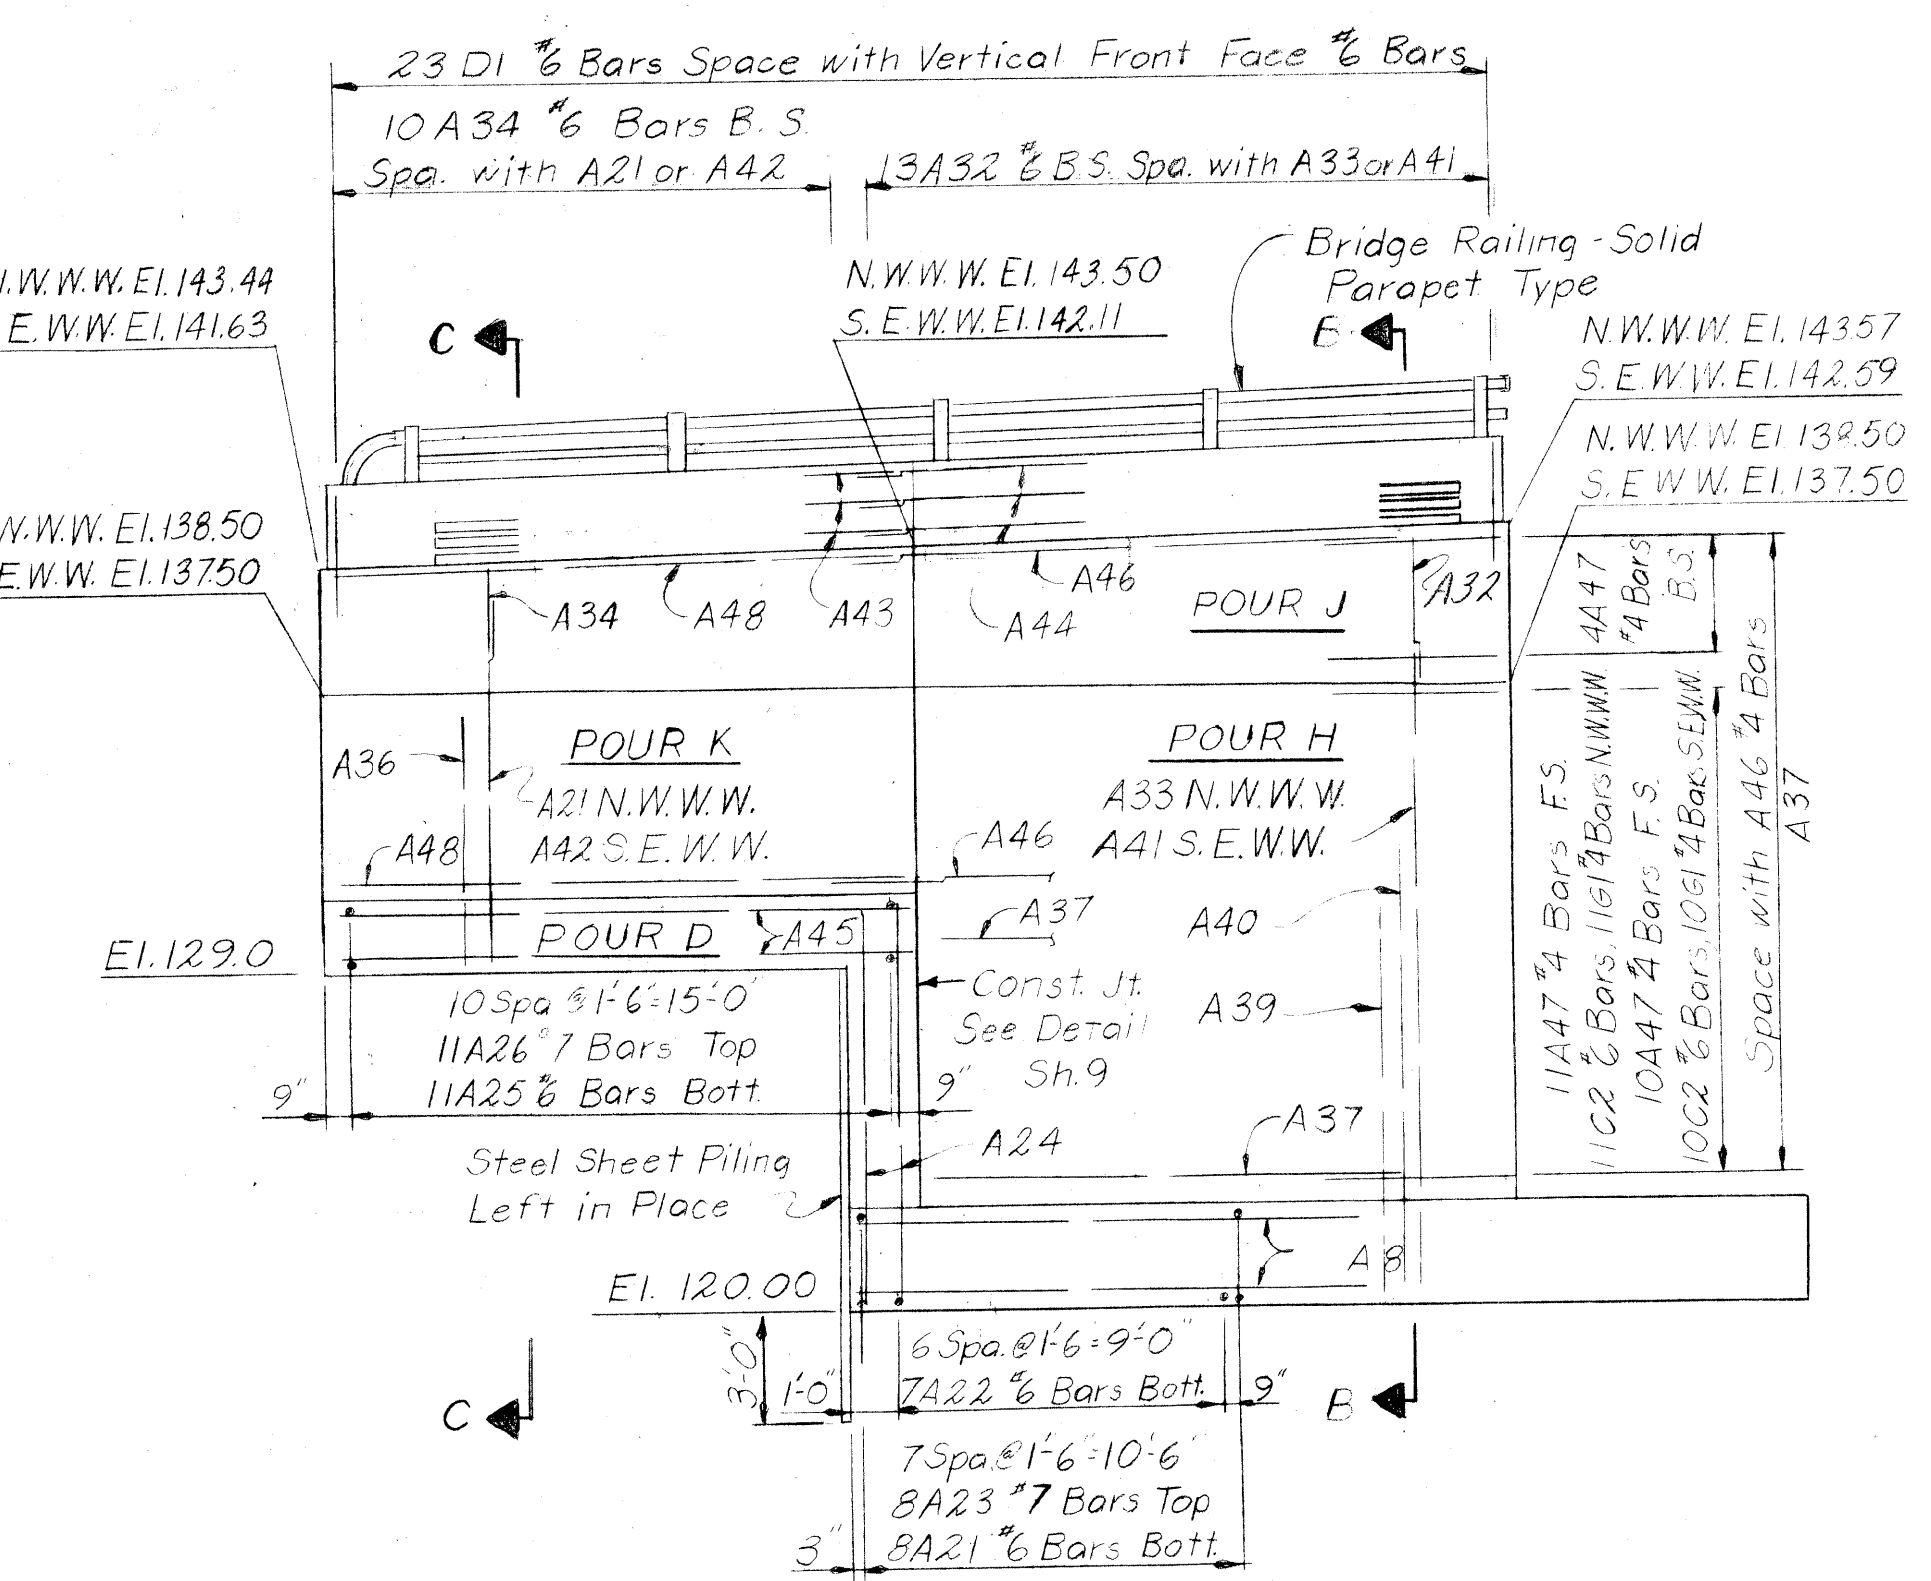 23 D1 #6 Bars Space with Vertical Front Face #6 Bars
10 A34 #6 Bars B. S.
Spa. with A21 or A42
13A32 #6 B.S. Spa. with A33 or A41
Bridge Railing - Solid
Parapet Type
.W.W.W. El. 143.44
E.W.W. El. 141.63
N.W.W.W. El. 143.50
S.E.W.W. El. 142.11
N.W.W.W. El. 143.57
S.E.W.W. El. 142.59
N.W.W.W. El 138.50
S.E.W.W. El. 137.50
C
B
N.W.W. El. 138.50
E.W.W. El. 137.50
A34
A48
A43
A44
A46
POUR J
A32
4A47
#4 Bars
B.S.
A36
POUR K
A21 N.W.W.W.
A42 S.E.W.W.
POUR H
A33 N.W.W.W.
A41 S.E.W.W.
A48
A46
A37
A40
A39
POUR D
A45
El. 129.0
10 Spa @ 1'-6"=15'-0"
11A26 #7 Bars Top
11A25 #6 Bars Bott.
9"
9"
Const. Jt.
See Detail
Sh. 9
11A47 #4 Bars F.S.
11C2 #6 Bars, 11G1 #4 Bars N.W.W.W.
10A47 #4 Bars F.S.
10C2 #6 Bars, 10G1 #4 Bars S.E.W.W.
Space with A46 #4 Bars
A37
Steel Sheet Piling
Left in Place
A24
A37
A8
El. 120.00
3'-0"
1'-0"
6 Spa. @ 1'-6"=9'-0"
7A22 #6 Bars Bott.
9"
C
B
7 Spa. @ 1'-6"=10'-6"
8A23 #7 Bars Top
8A21 #6 Bars Bott.
3"